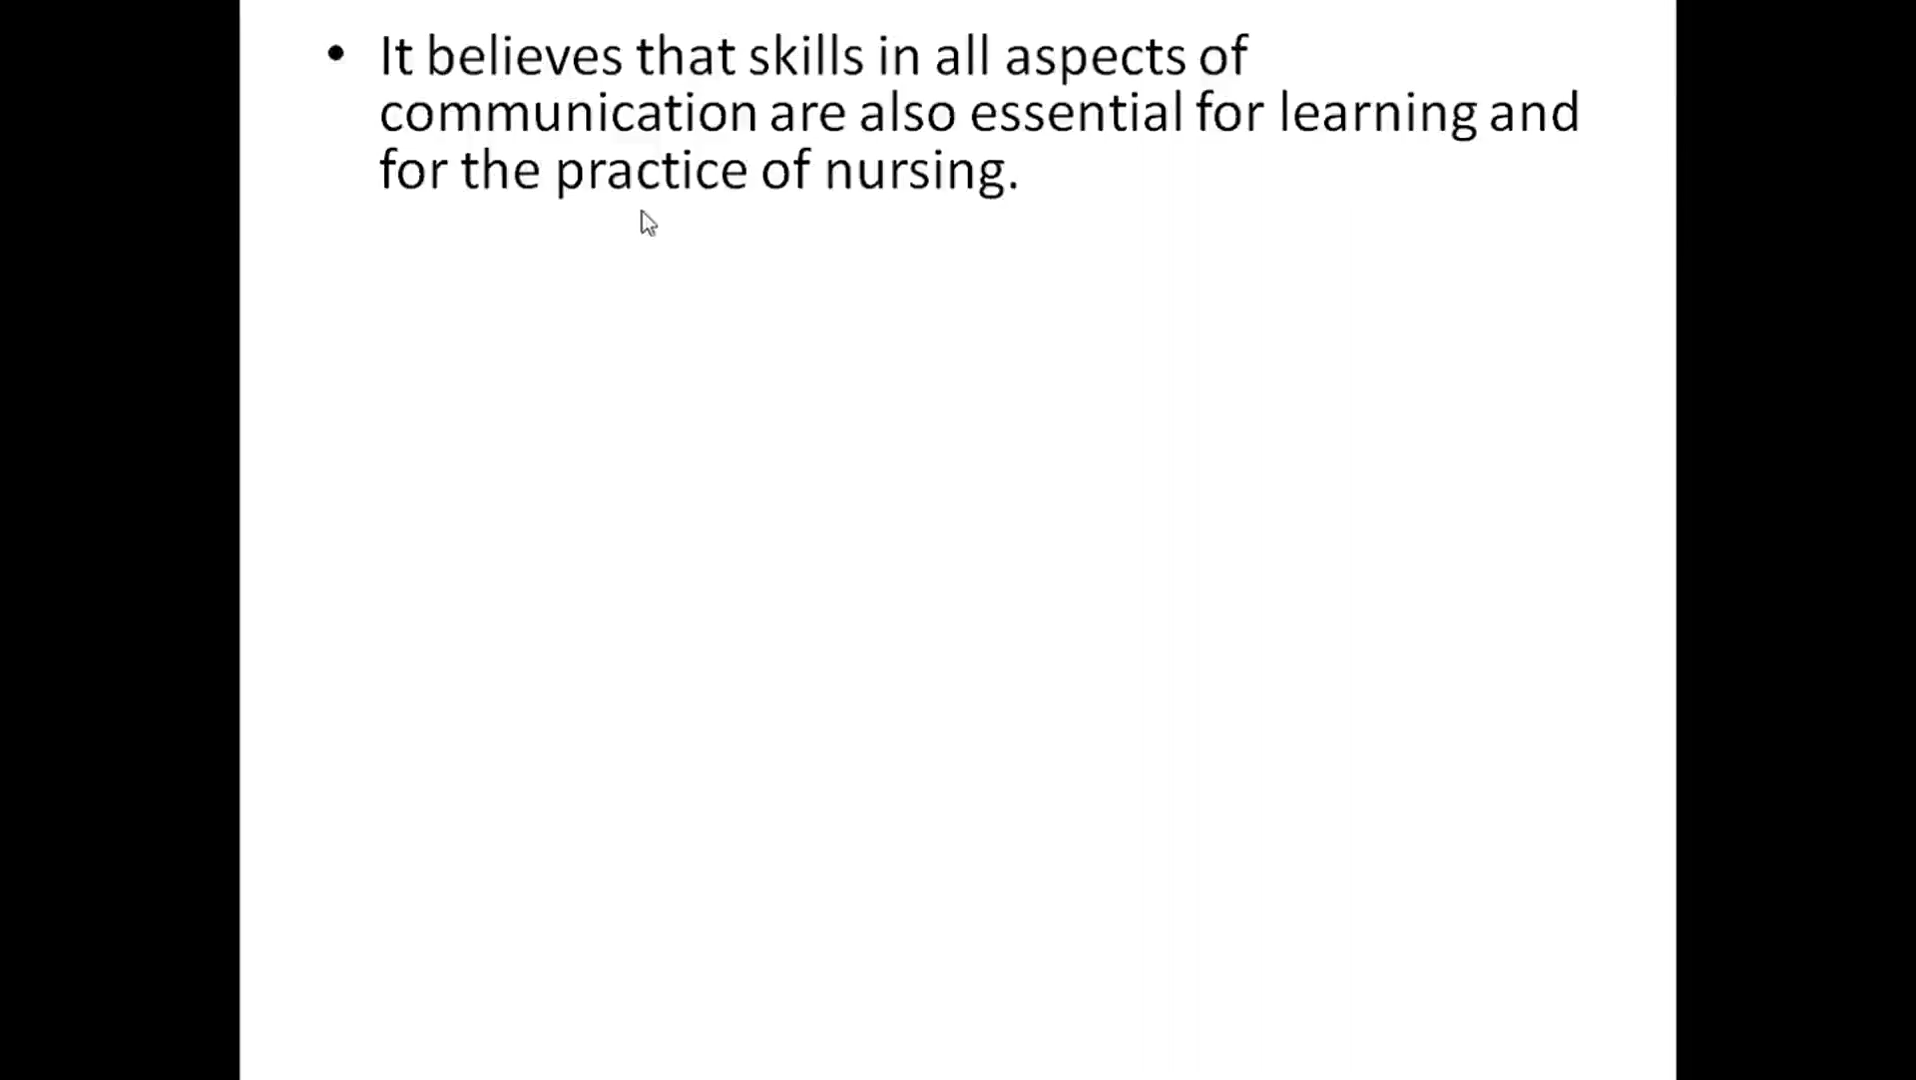 • It believes that skills in all aspects of
communication are also essential for learning and
for the practice of nursing.